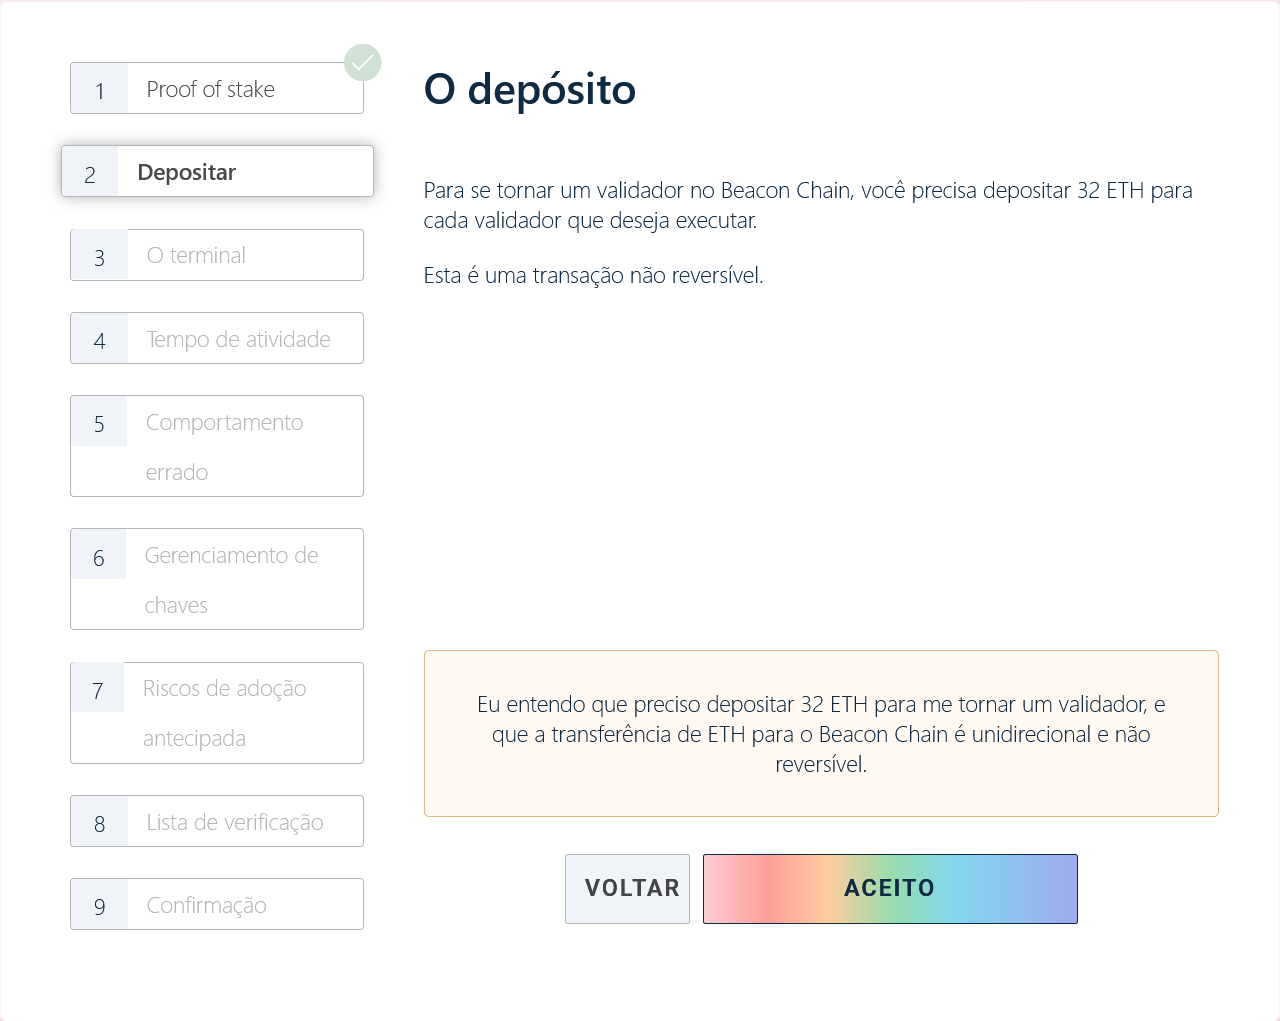 1
Proof of stake
2
Depositar
3
O terminal
4
Tempo de atividade
5
Comportamento
errado
6
Gerenciamento de
chaves
7
Riscos de adoção
antecipada
8
Lista de verificação
9
Confirmação
O depósito
Para se tornar um validador no Beacon Chain, você precisa depositar 32 ETH para
cada validador que deseja executar.
Esta é uma transação não reversível.
Eu entendo que preciso depositar 32 ETH para me tornar um validador, e
que a transferência de ETH para o Beacon Chain é unidirecional e não
reversível.
VOLTAR
ACEITO